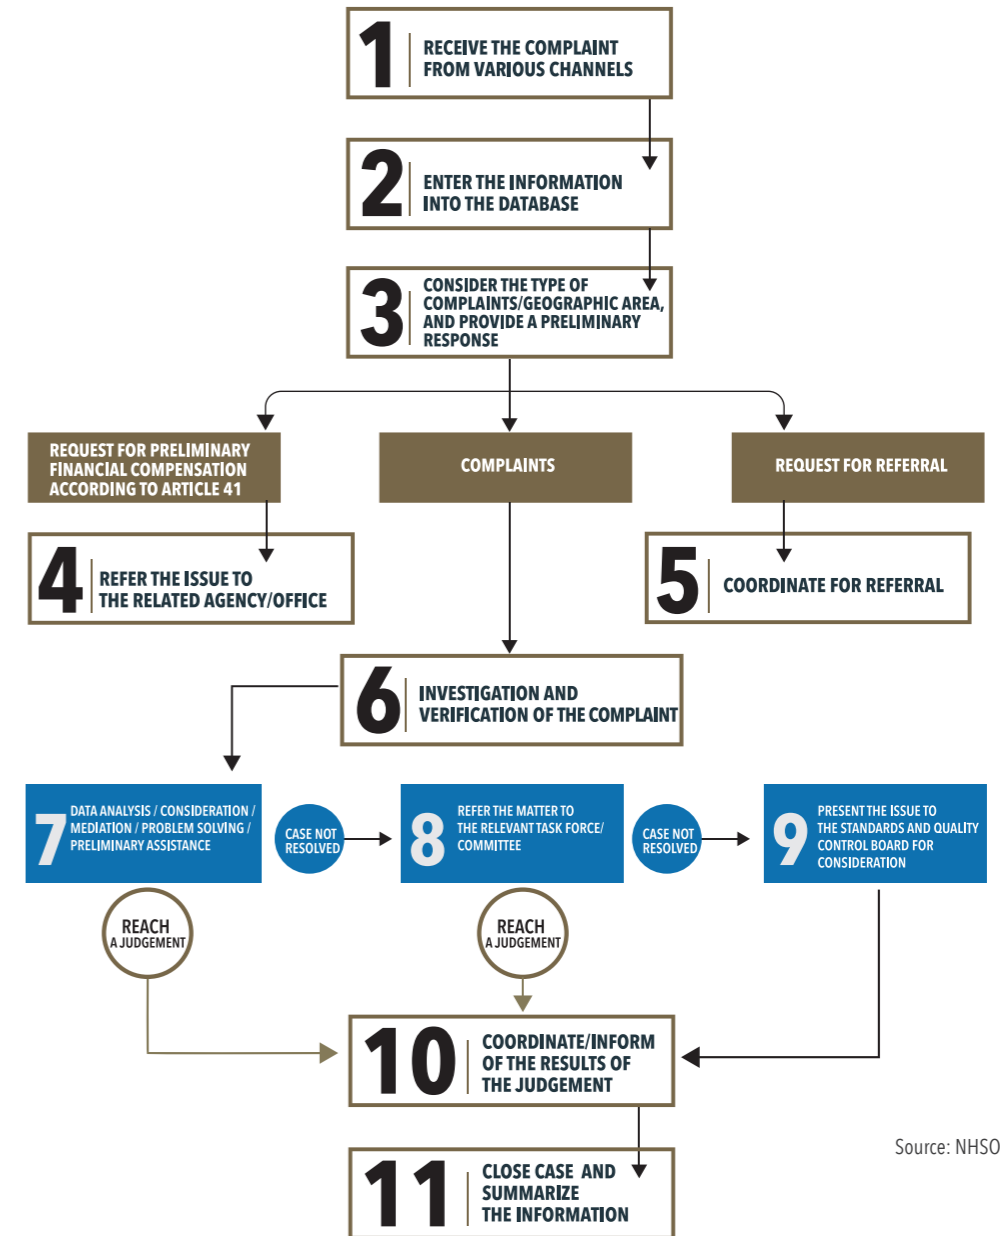 1
RECEIVE THE COMPLAINT
FROM VARIOUS CHANNELS
2
ENTER THE INFORMATION
INTO THE DATABASE
3
CONSIDER THE TYPE OF
COMPLAINTS/GEOGRAPHIC AREA,
AND PROVIDE A PRELIMINARY
RESPONSE
REQUEST FOR PRELIMINARY
FINANCIAL COMPENSATION
ACCORDING TO ARTICLE 41
COMPLAINTS
REQUEST FOR REFERRAL
4
REFER THE ISSUE TO
THE RELATED AGENCY/OFFICE
5
COORDINATE FOR REFERRAL
6
INVESTIGATION AND
VERIFICATION OF THE COMPLAINT
7
DATA ANALYSIS / CONSIDERATION /
MEDIATION / PROBLEM SOLVING /
PRELIMINARY ASSISTANCE
CASE NOT
RESOLVED
8
REFER THE MATTER TO
THE RELEVANT TASK FORCE/
COMMITTEE
CASE NOT
RESOLVED
9
PRESENT THE ISSUE TO
THE STANDARDS AND QUALITY
CONTROL BOARD FOR
CONSIDERATION
REACH
A JUDGEMENT
REACH
A JUDGEMENT
10
COORDINATE/INFORM
OF THE RESULTS OF
THE JUDGEMENT
11
CLOSE CASE AND
SUMMARIZE
THE INFORMATION
Source: NHSO